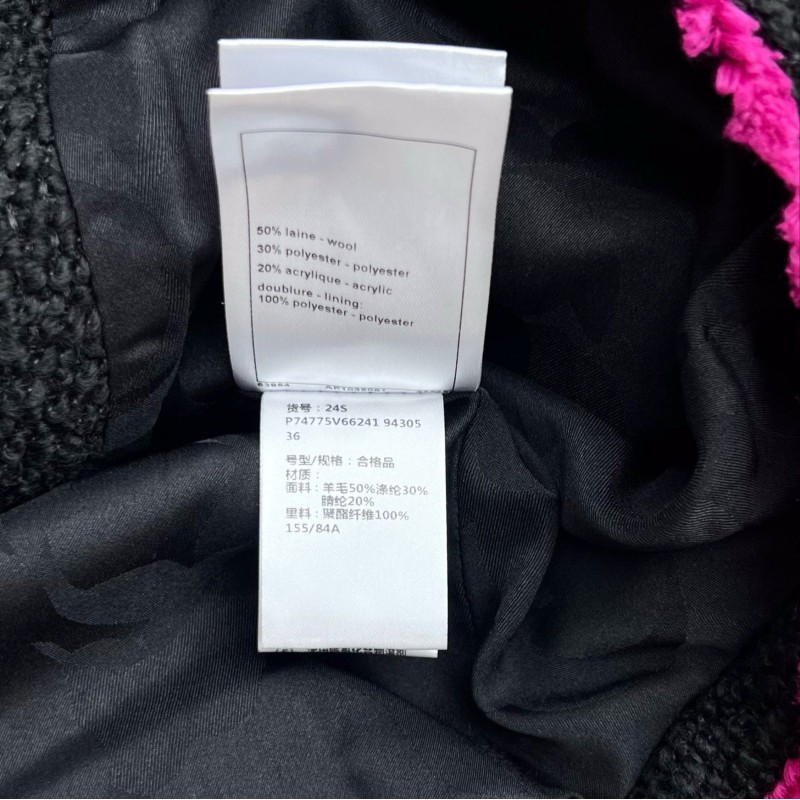 50% laine - wool
30% polyester - polyester
20% acrylique - acrylic
doublure - lining:
100% polyester - polyester
货号：24S
P74775V66241 94305
36
号型/规格：合格品
材质：
面料：羊毛50%涤纶30%
腈纶20%
里料：聚酯纤维100%
155/84A